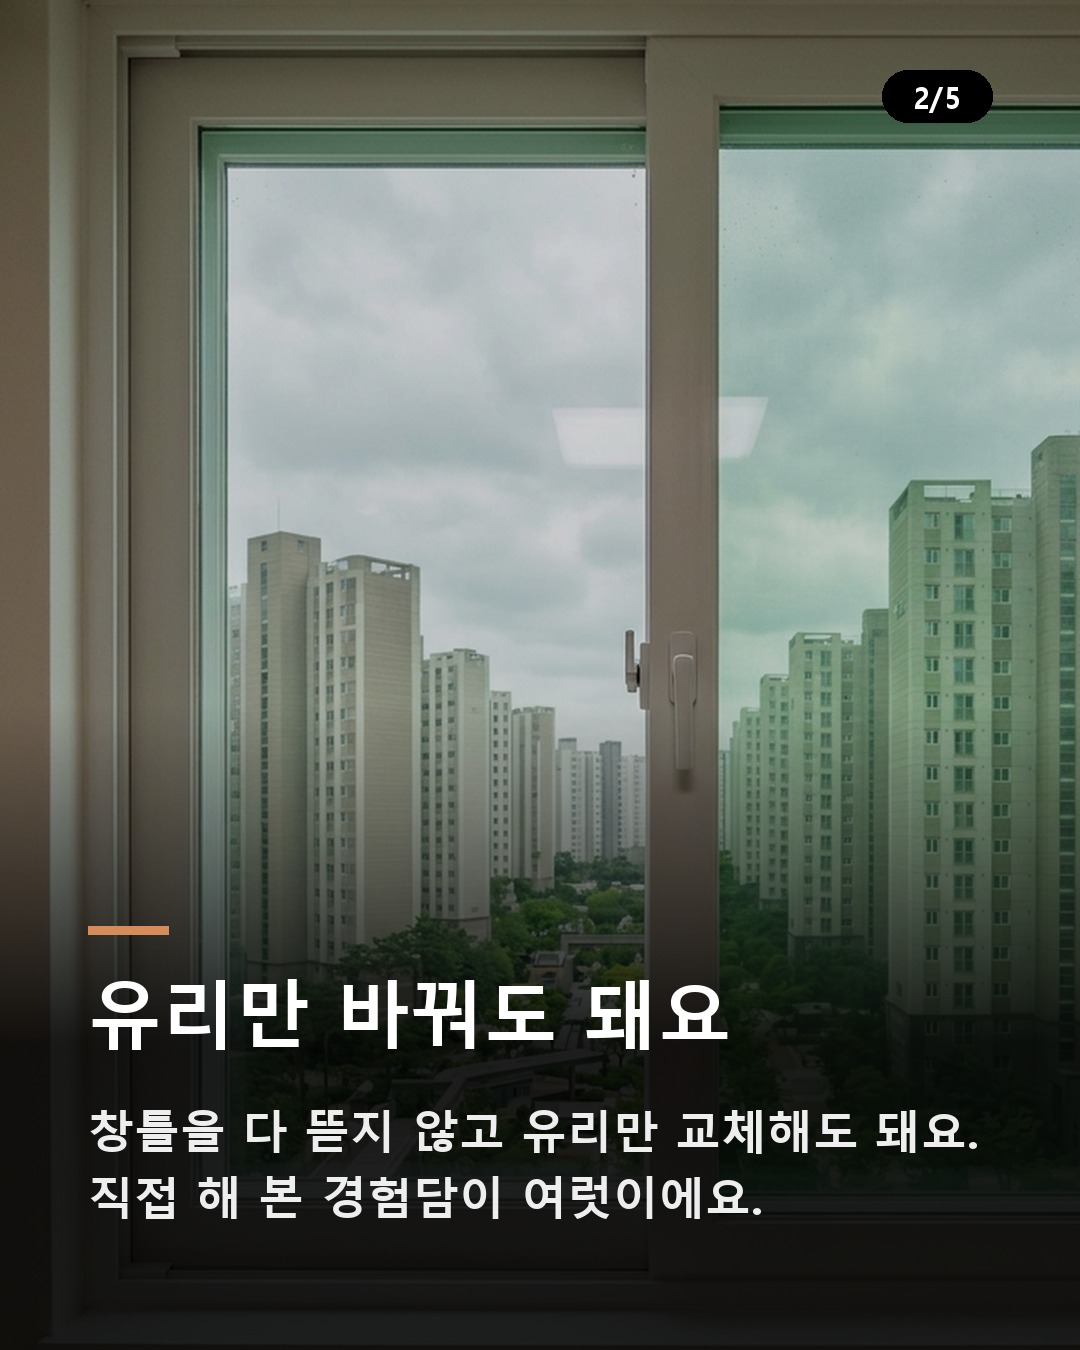 2/5
유리만 바꿔도 돼요
창틀을 다 뜯지 않고 유리만 교체해도 돼요.
직접 해 본 경험담이 여럿이에요.